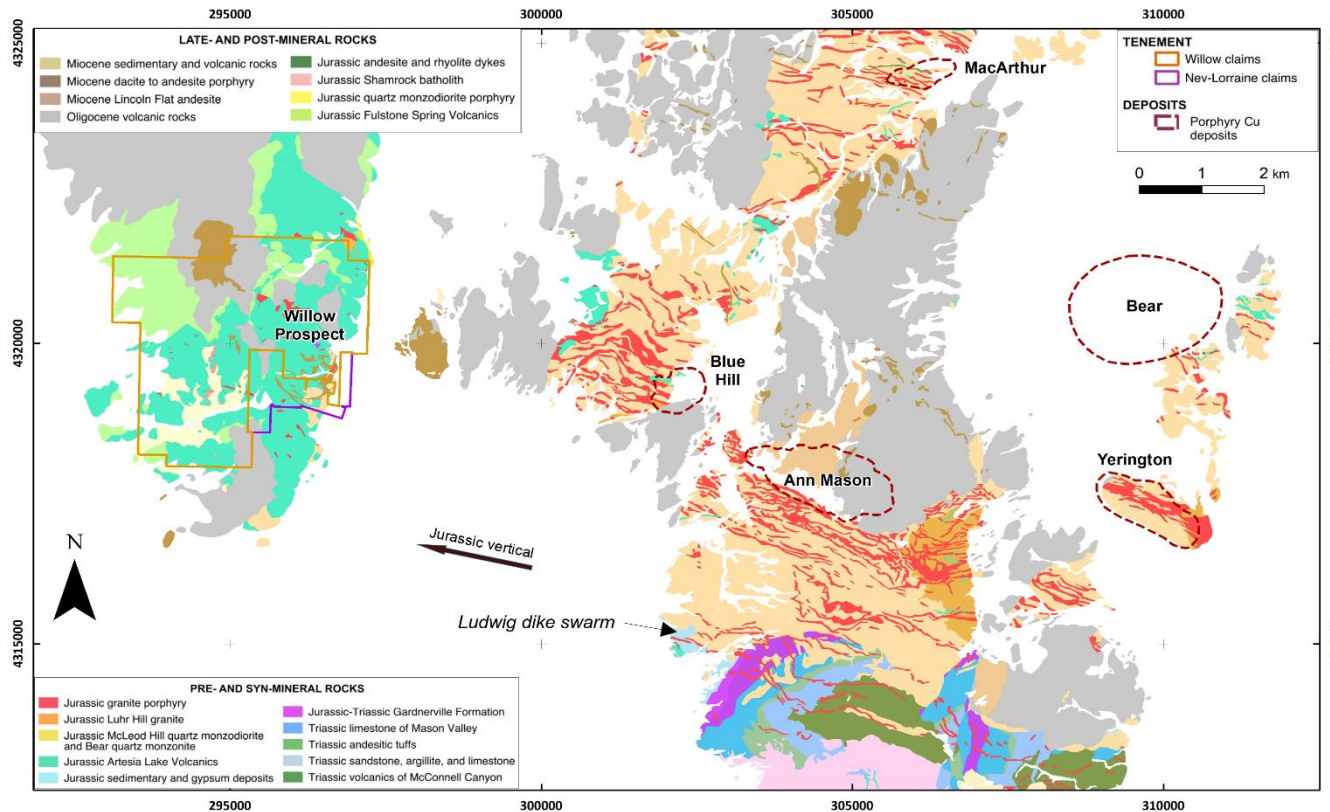 295000 300000 305000 310000
4325000
LATE- AND POST-MINERAL ROCKS
Miocene sedimentary and volcanic rocks
Miocene dacite to andesite porphyry
Miocene Lincoln Flat andesite
Oligocene volcanic rocks
Jurassic andesite and rhyolite dykes
Jurassic Shamrock batholith
Jurassic quartz monzodiorite porphyry
Jurassic Fulstone Spring Volcanics
TENEMENT
Willow claims
Nev-Lorraine claims
DEPOSITS
Porphyry Cu
deposits
0 1 2 km
MacArthur
Bear
Willow
Prospect
4320000
4320000
Blue
Hill
Ann Mason
Yerington
Jurassic vertical
N
Ludwig dike swarm
4315000
4315000
PRE- AND SYN-MINERAL ROCKS
Jurassic granite porphyry
Jurassic Luhr Hill granite
Jurassic McLeod Hill quartz monzodiorite
and Bear quartz monzonite
Jurassic Artesia Lake Volcanics
Jurassic sedimentary and gypsum deposits
Jurassic-Triassic Gardnerville Formation
Triassic limestone of Mason Valley
Triassic andesitic tuffs
Triassic sandstone, argillite, and limestone
Triassic volcanics of McConnell Canyon
295000 300000 305000 310000